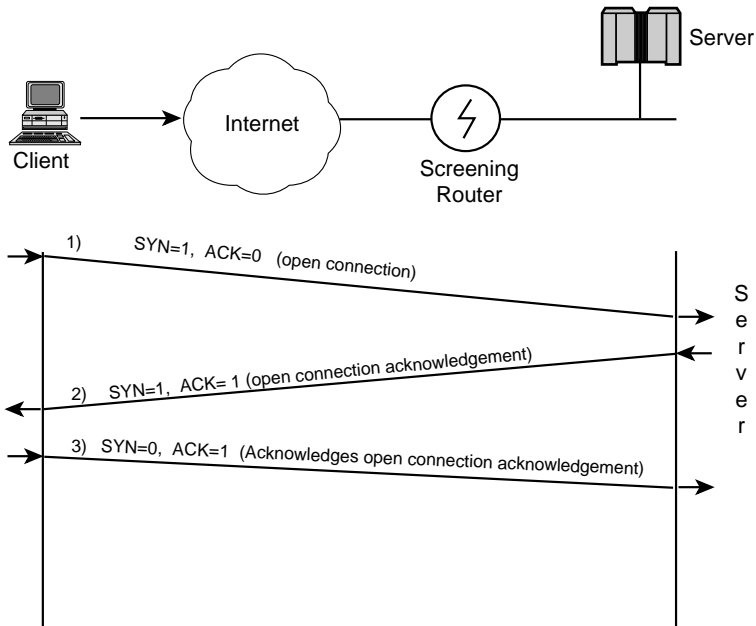 Server
Internet
Client
Screening
Router
1) SYN=1, ACK=0 (open connection)
2) SYN=1, ACK= 1 (open connection acknowledgement)
3) SYN=0, ACK=1 (Acknowledges open connection acknowledgement)
S
e
r
v
e
r